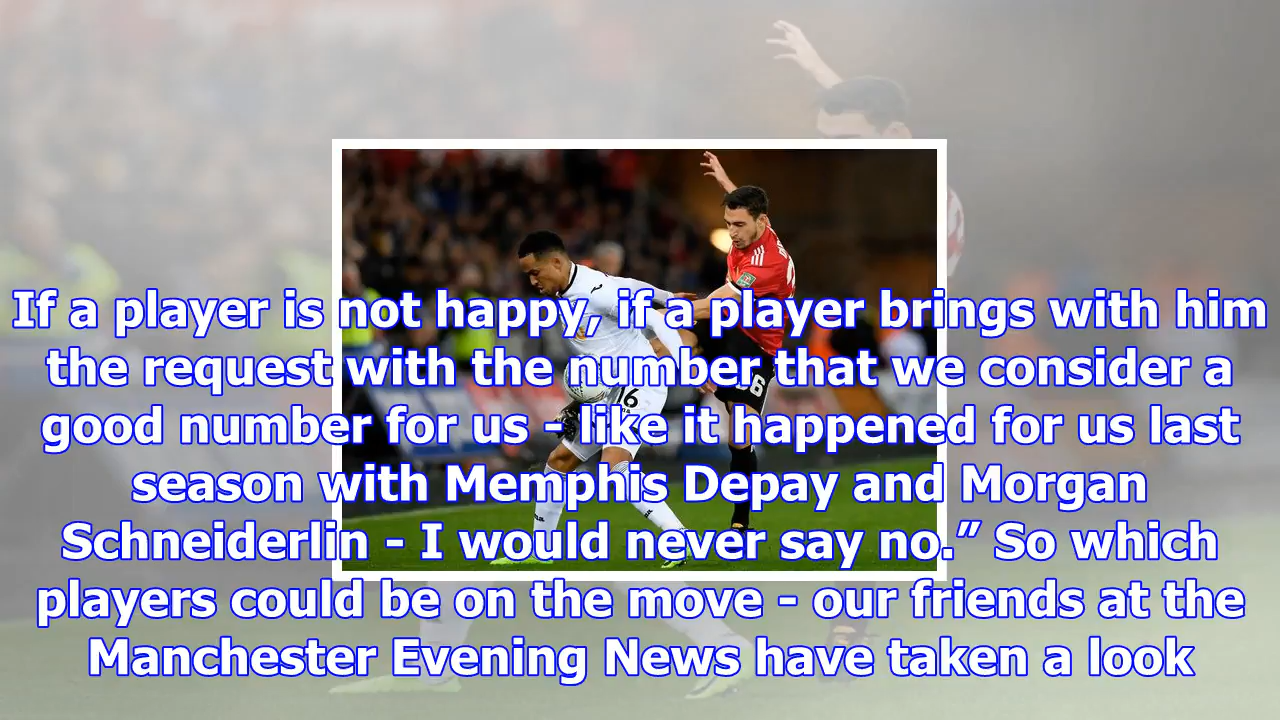 If a player is not happy, if a player brings with him
the request with the number that we consider a
good number for us - like it happened for us last
season with Memphis Depay and Morgan
Schneiderlin - I would never say no.” So which
players could be on the move - our friends at the
Manchester Evening News have taken a look
16
16